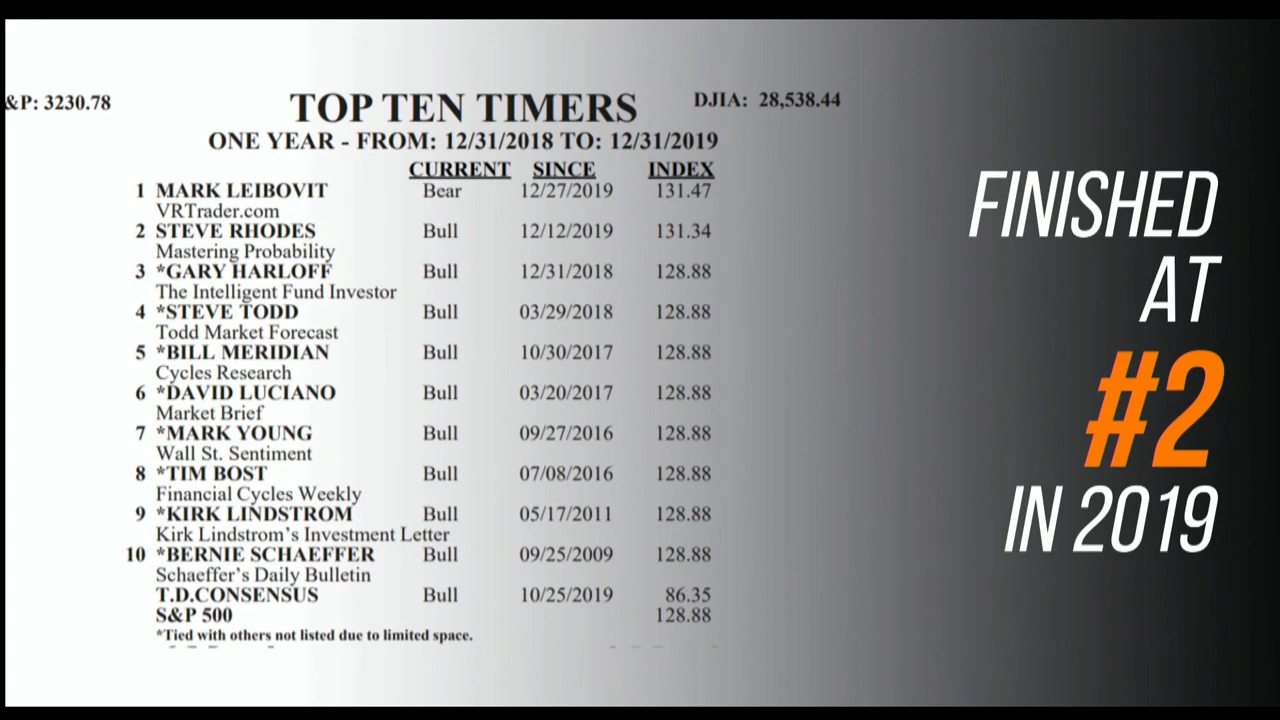 &P: 3230.78
TOP TEN TIMERS
DJIA: 28,538.44
ONE YEAR - FROM: 12/31/2018 TO: 12/31/2019
CURRENT SINCE INDEX
1 MARK LEIBOVIT Bear 12/27/2019 131.47
VRTrader.com
2 STEVE RHODES Bull 12/12/2019 131.34
Mastering Probability
3 *GARY HARLOFF Bull 12/31/2018 128.88
The Intelligent Fund Investor
4 *STEVE TODD Bull 03/29/2018 128.88
Todd Market Forecast
5 *BILL MERIDIAN Bull 10/30/2017 128.88
Cycles Research
6 *DAVID LUCIANO Bull 03/20/2017 128.88
Market Brief
7 *MARK YOUNG Bull 09/27/2016 128.88
Wall St. Sentiment
8 *TIM BOST Bull 07/08/2016 128.88
Financial Cycles Weekly
9 *KIRK LINDSTROM Bull 05/17/2011 128.88
Kirk Lindstrom's Investment Letter
10 *BERNIE SCHAEFFER Bull 09/25/2009 128.88
Schaeffer's Daily Bulletin
T.D.CONSENSUS Bull 10/25/2019 86.35
S&P 500 128.88
*Tied with others not listed due to limited space.
FINISHED
AT
#2
IN 2019